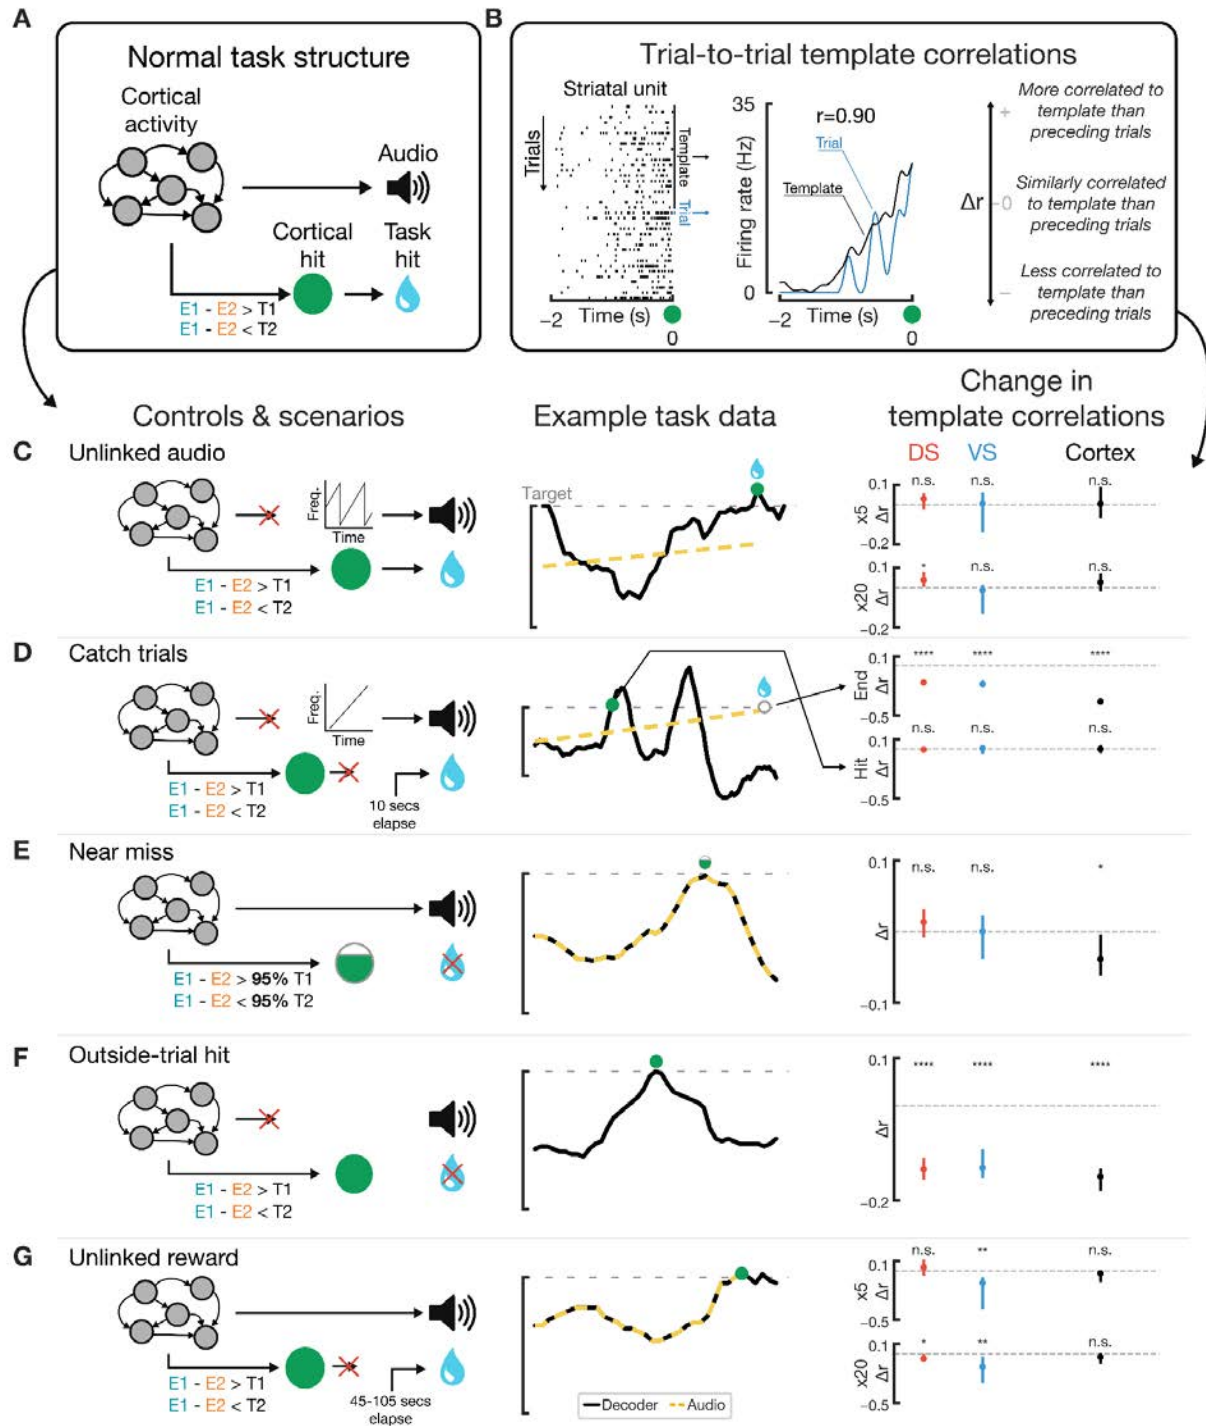 A
Normal task structure
Cortical
activity
Audio
Cortical
hit
Task
hit
E1 - E2 > T1
E1 - E2 < T2
B
Trial-to-trial template correlations
Striatal unit
Trials
Template
Trial
−2
Time (s)
0
35
Firing rate (Hz)
0
r=0.90
Trial
Template
−2
Time (s)
0
Δr
+
0
−
More correlated to
template than
preceding trials
Similarly correlated
to template than
preceding trials
Less correlated to
template than
preceding trials
Controls & scenarios
Example task data
Change in
template correlations
DS
VS
Cortex
C
Unlinked audio
Freq.
Time
E1 - E2 > T1
E1 - E2 < T2
Target
x5
Δr
0.1
−0.2
n.s.
n.s.
n.s.
x20
Δr
0.1
−0.2
*
n.s.
n.s.
D
Catch trials
Freq.
Time
E1 - E2 > T1
E1 - E2 < T2
10 secs
elapse
End
Δr
0.1
−0.5
****
****
****
Hit
Δr
0.1
−0.5
n.s.
n.s.
n.s.
E
Near miss
E1 - E2 > 95% T1
E1 - E2 < 95% T2
Δr
0.1
−0.1
n.s.
n.s.
*
F
Outside-trial hit
E1 - E2 > T1
E1 - E2 < T2
Δr
0.1
−0.2
****
****
****
G
Unlinked reward
E1 - E2 > T1
E1 - E2 < T2
45-105 secs
elapse
Decoder
Audio
x5
Δr
0.1
−0.5
n.s.
**
n.s.
x20
Δr
0.1
−0.5
*
**
n.s.